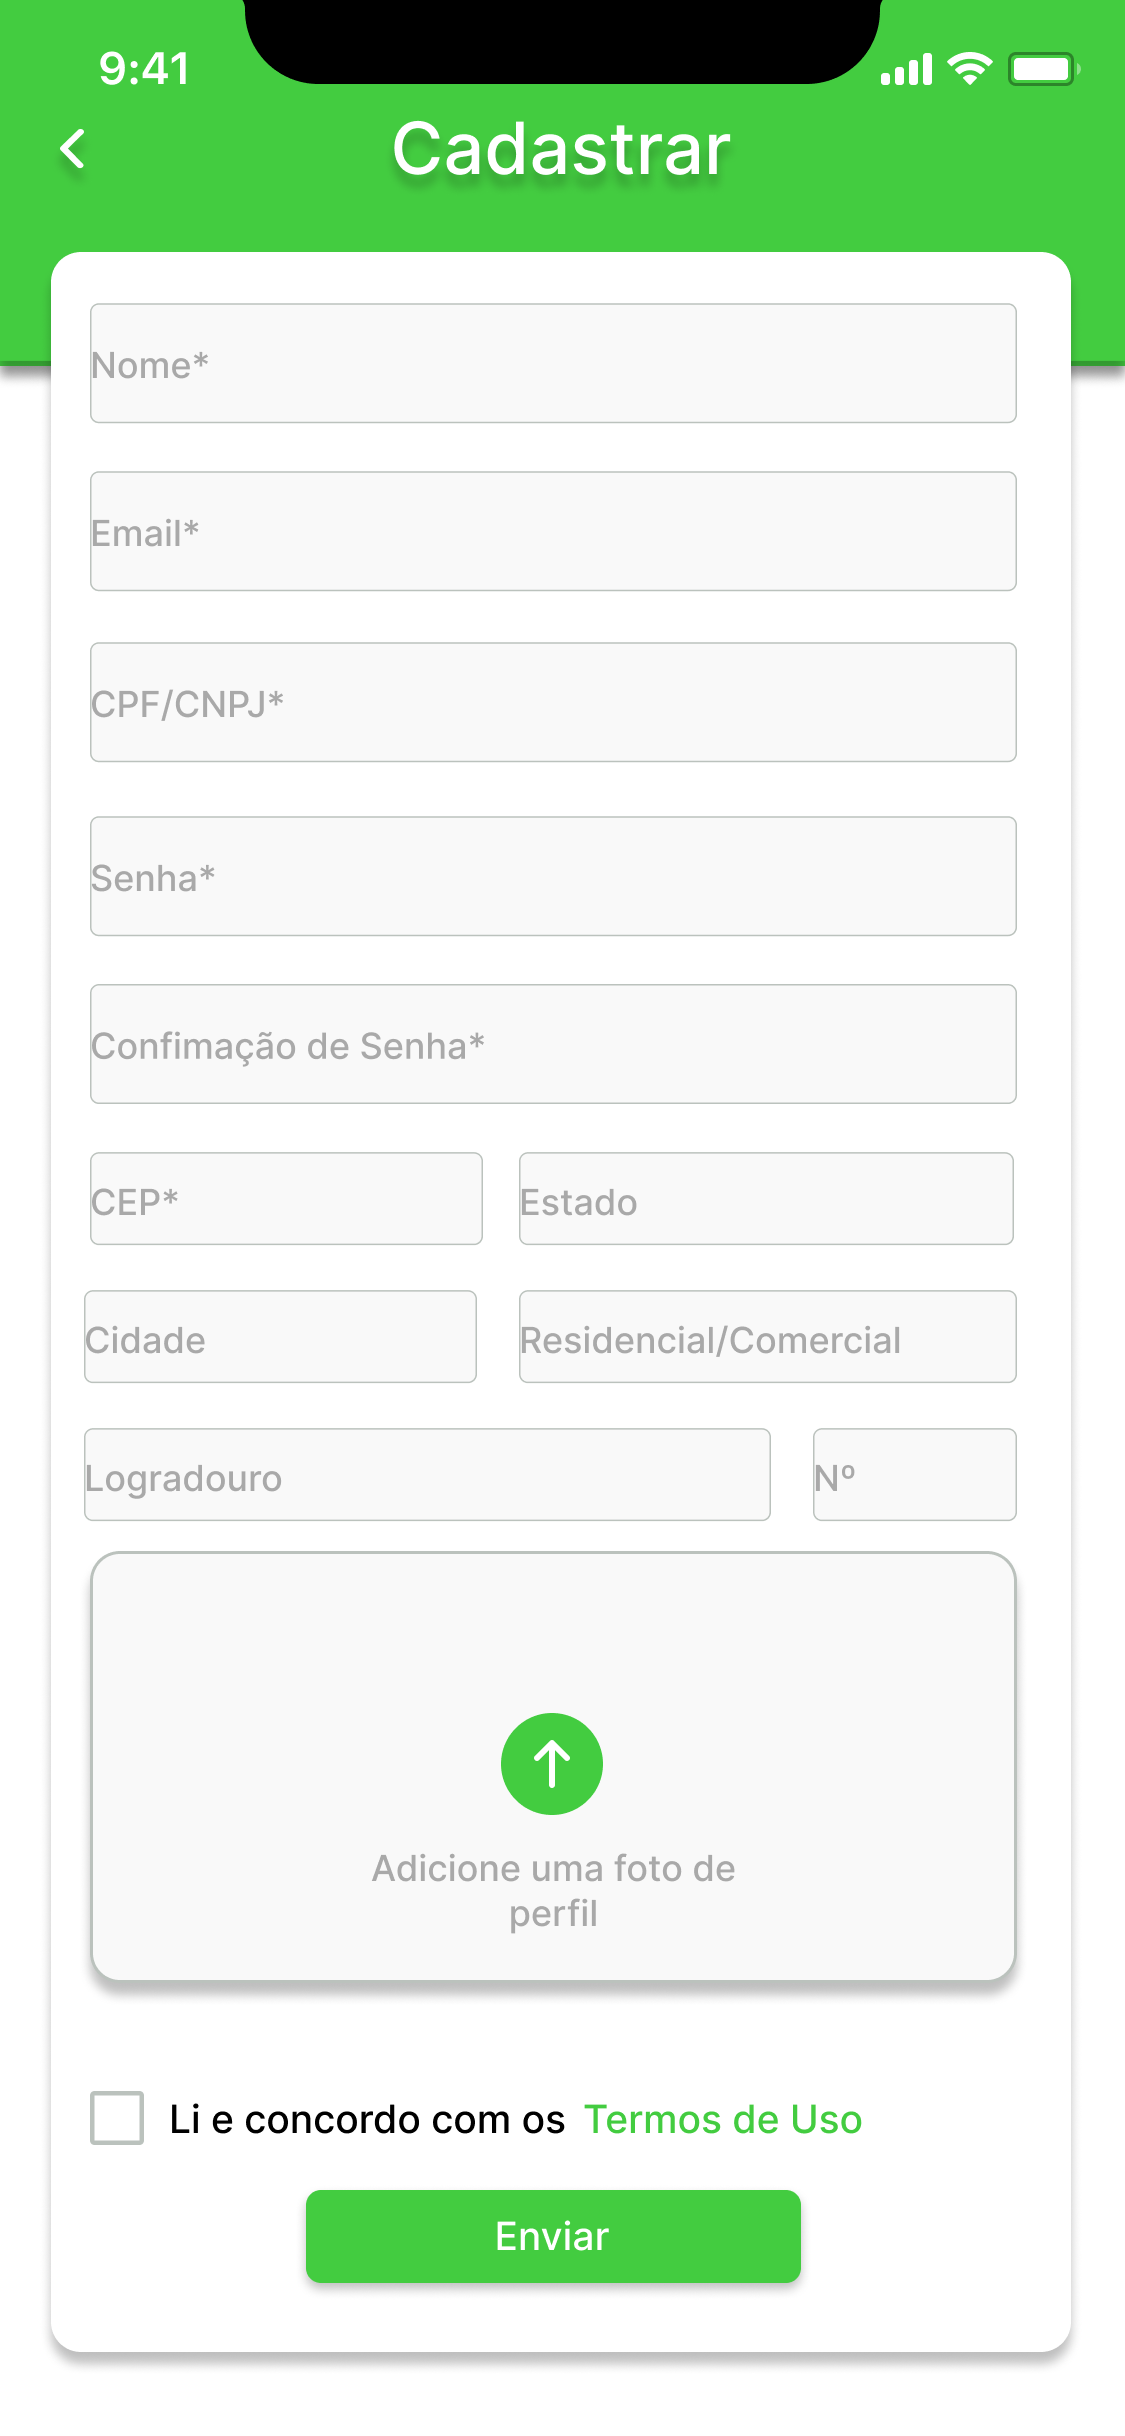 9:41
Cadastrar
Nome*
Email*
CPF/CNPJ*
Senha*
Confimação de Senha*
CEP*
Estado
Cidade
Residencial/Comercial
Logradouro
Nº
Adicione uma foto de
perfil
Li e concordo com os Termos de Uso
Enviar